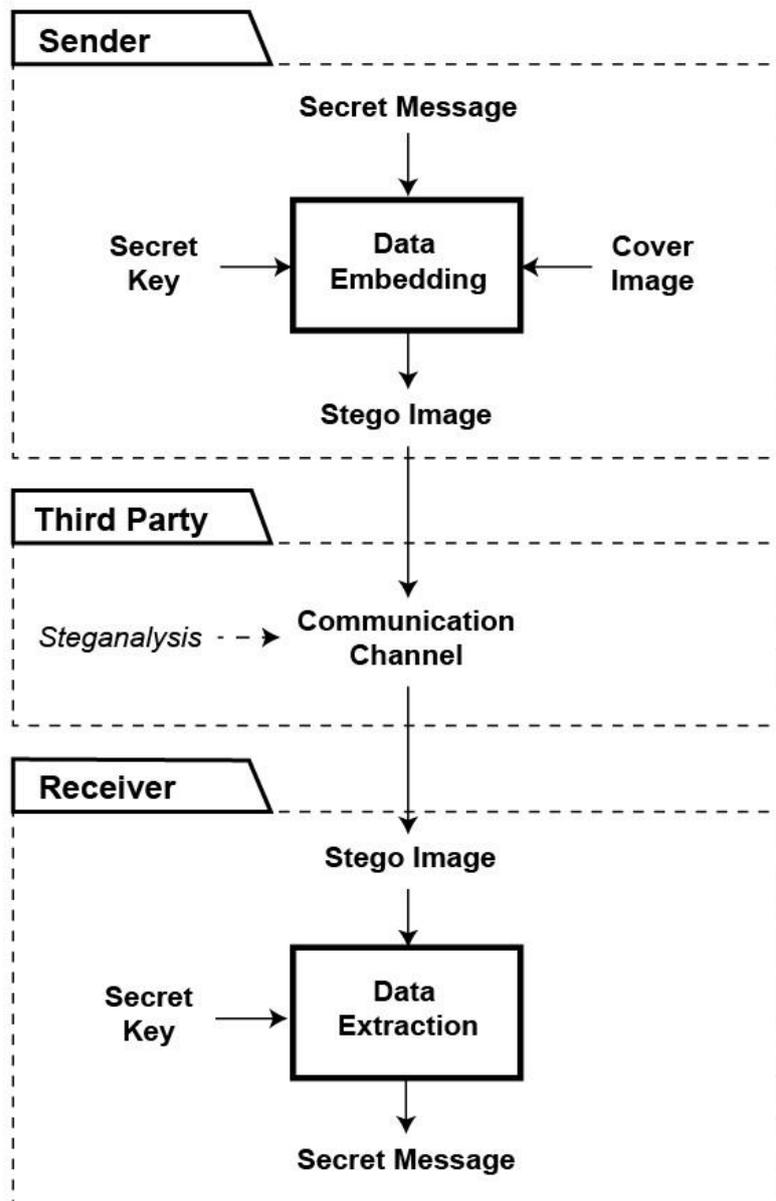 Sender
Secret Message
Secret
Key
Data
Embedding
Cover
Image
Stego Image
Third Party
Steganalysis
Communication
Channel
Receiver
Stego Image
Secret
Key
Data
Extraction
Secret Message